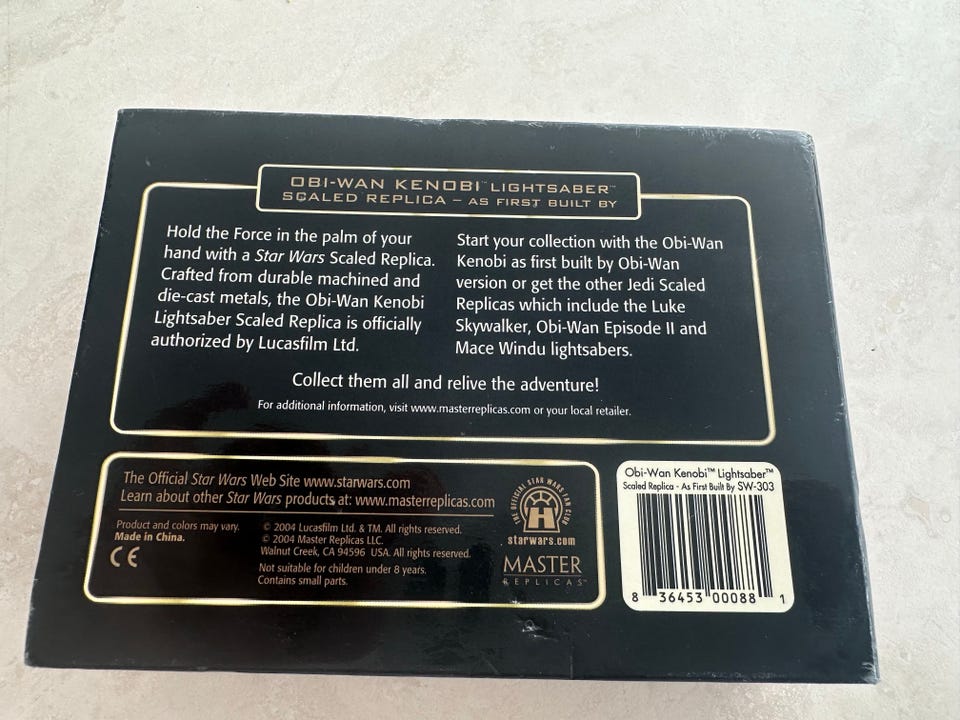 OBI-WAN KENOBI™ LIGHTSABER™
SCALED REPLICA – AS FIRST BUILT BY
Hold the Force in the palm of your
hand with a Star Wars Scaled Replica.
Crafted from durable machined and
die-cast metals, the Obi-Wan Kenobi
Lightsaber Scaled Replica is officially
authorized by Lucasfilm Ltd.
Start your collection with the Obi-Wan
Kenobi as first built by Obi-Wan
version or get the other Jedi Scaled
Replicas which include the Luke
Skywalker, Obi-Wan Episode II and
Mace Windu lightsabers.
Collect them all and relive the adventure!
For additional information, visit www.masterreplicas.com or your local retailer.
The Official Star Wars Web Site www.starwars.com
Learn about other Star Wars products at: www.masterreplicas.com
Product and colors may vary.
Made in China.
CE
© 2004 Lucasfilm Ltd. & TM. All rights reserved.
© 2004 Master Replicas LLC.
Walnut Creek, CA 94596 USA. All rights reserved.
Not suitable for children under 8 years.
Contains small parts.
THE OFFICIAL STAR WARS FAN CLUB
starwars.com
MASTER
REPLICAS™
Obi-Wan Kenobi™ Lightsaber™
Scaled Replica - As First Built By SW-303
8 36453 00088 1